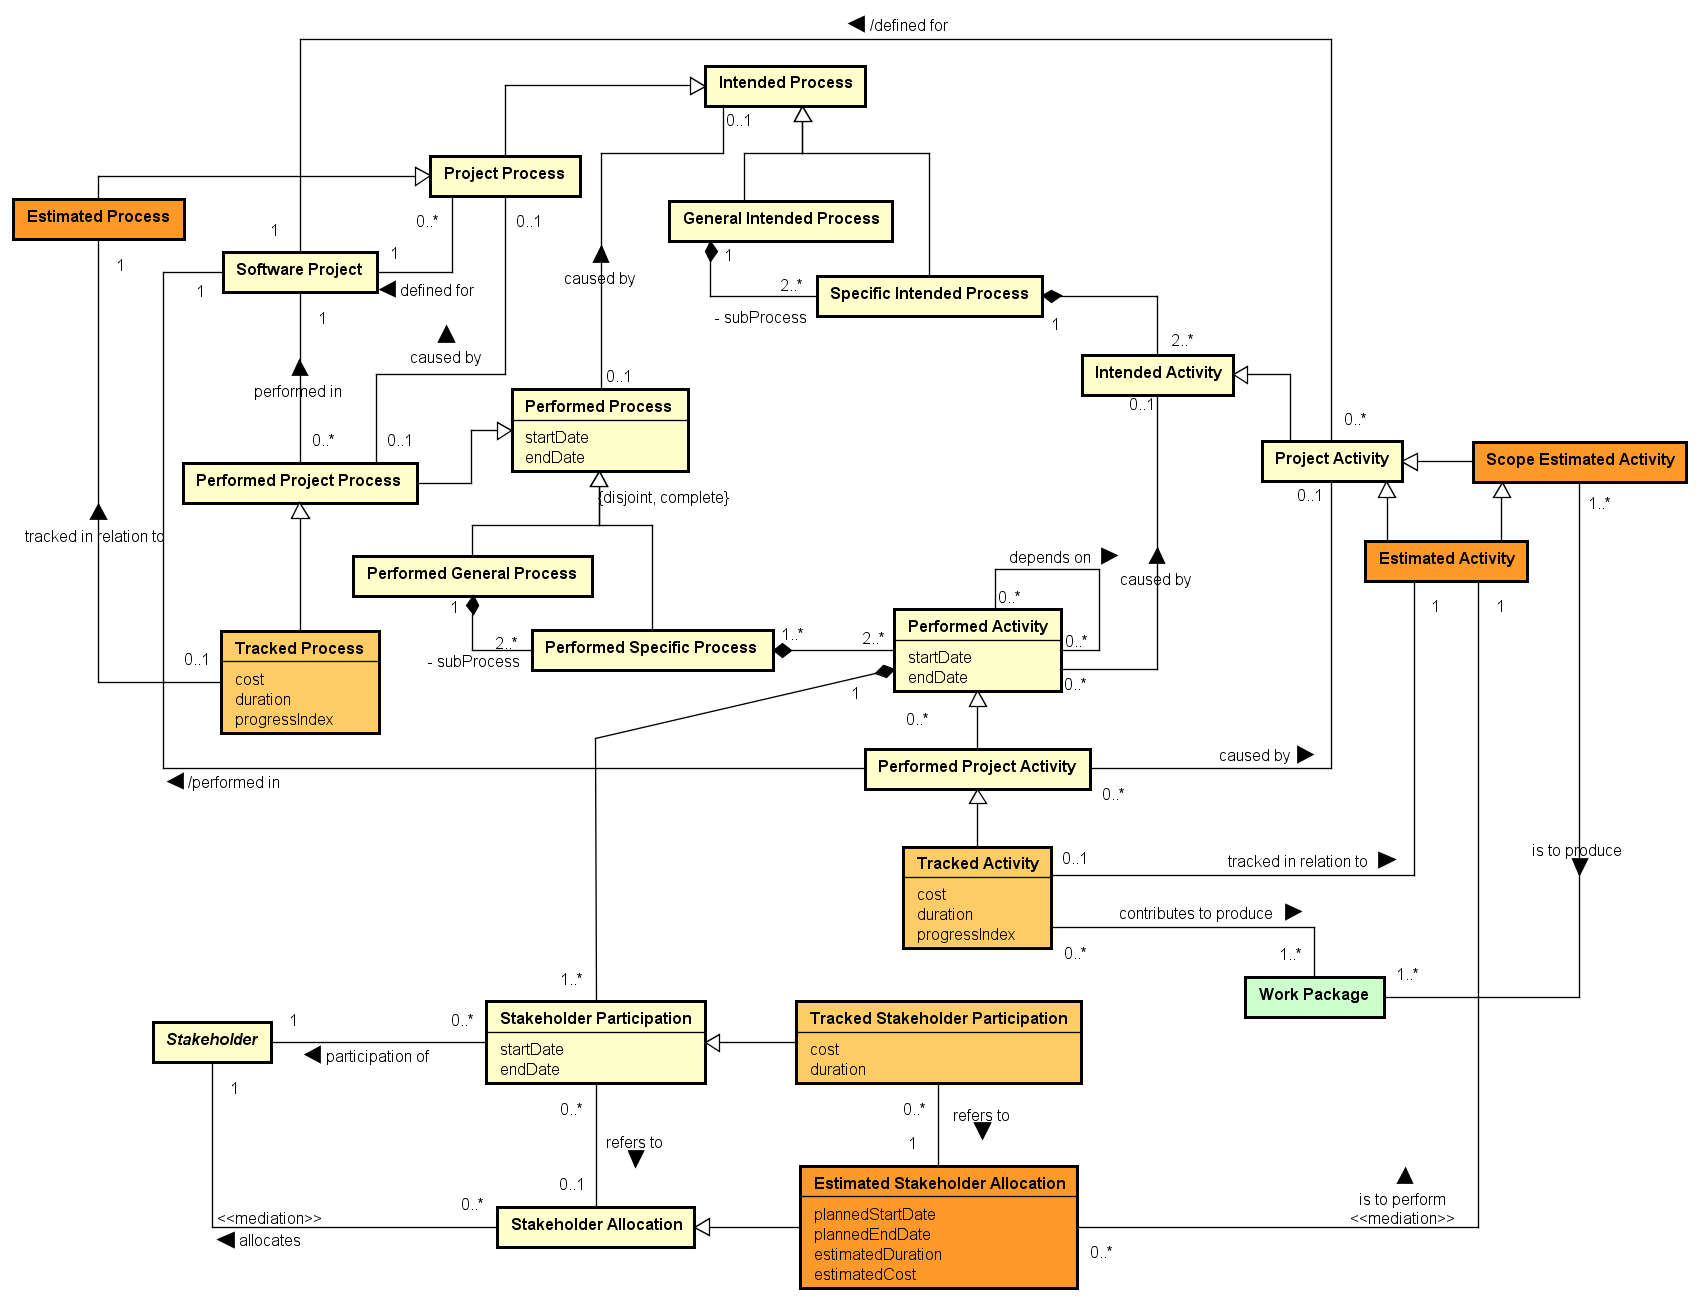 /defined for
Intended Process
0..1
Project Process
Estimated Process
0..*
0..1
General Intended Process
1
1
1
1
Software Project
1
defined for
caused by
2..*
- subProcess
Specific Intended Process
1
1
caused by
performed in
2..*
Intended Activity
0..1
0..1
0..*
0..*
0..1
Performed Process
startDate
endDate
Performed Project Process
{disjoint, complete}
Project Activity
0..1
Scope Estimated Activity
1..*
tracked in relation to
Performed General Process
1
depends on
caused by
Estimated Activity
1
1
0..*
0..*
2..*
- subProcess
Performed Specific Process
1..*
2..*
Performed Activity
startDate
endDate
0..*
1
0..1
Tracked Process
cost
duration
progressIndex
0..*
Performed Project Activity
caused by
0..*
/performed in
Tracked Activity
cost
duration
progressIndex
0..1
tracked in relation to
is to produce
contributes to produce
0..*
1..*
1..*
Work Package
1..*
Stakeholder
1
0..*
participation of
Stakeholder Participation
startDate
endDate
Tracked Stakeholder Participation
cost
duration
1
0..*
refers to
0..1
0..*
refers to
1
Estimated Stakeholder Allocation
plannedStartDate
plannedEndDate
estimatedDuration
estimatedCost
is to perform
<<mediation>>
0..*
0..*
<<mediation>>
allocates
Stakeholder Allocation